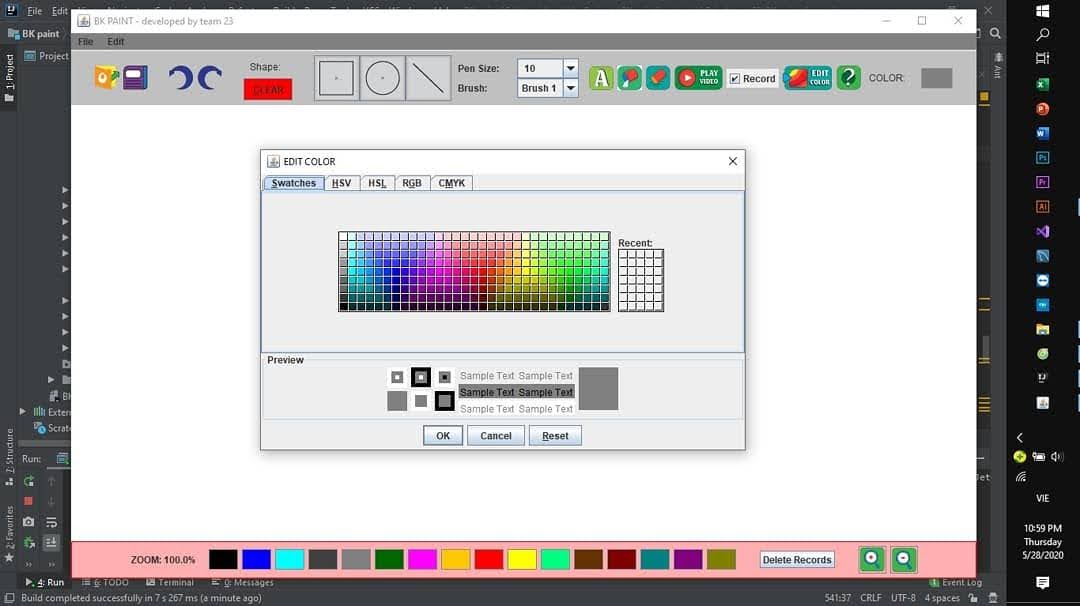 File Edit
BK PAINT - developed by team 23
BK paint
Project
File Edit
1: Project
Shape:
CLEAR
Pen Size:
10
Brush:
Brush 1
A
PLAY VIDEO
Record
EDIT COLOR
?
COLOR:
Ant
EDIT COLOR
Swatches HSV HSL RGB CMYK
Recent:
Preview
Sample Text Sample Text
Sample Text Sample Text
Sample Text Sample Text
OK Cancel Reset
Exter
Scrat
Run:
7: Structure
2: Favorites
ZOOM: 100.0%
Delete Records
4: Run
6: TODO
Terminal
0: Messages
Event Log
Build completed successfully in 7 s 267 ms (a minute ago)
541:37 CRLF UTF-8 4 spaces
Ps
Pr
Ai
VIE
10:59 PM
Thursday
5/28/2020